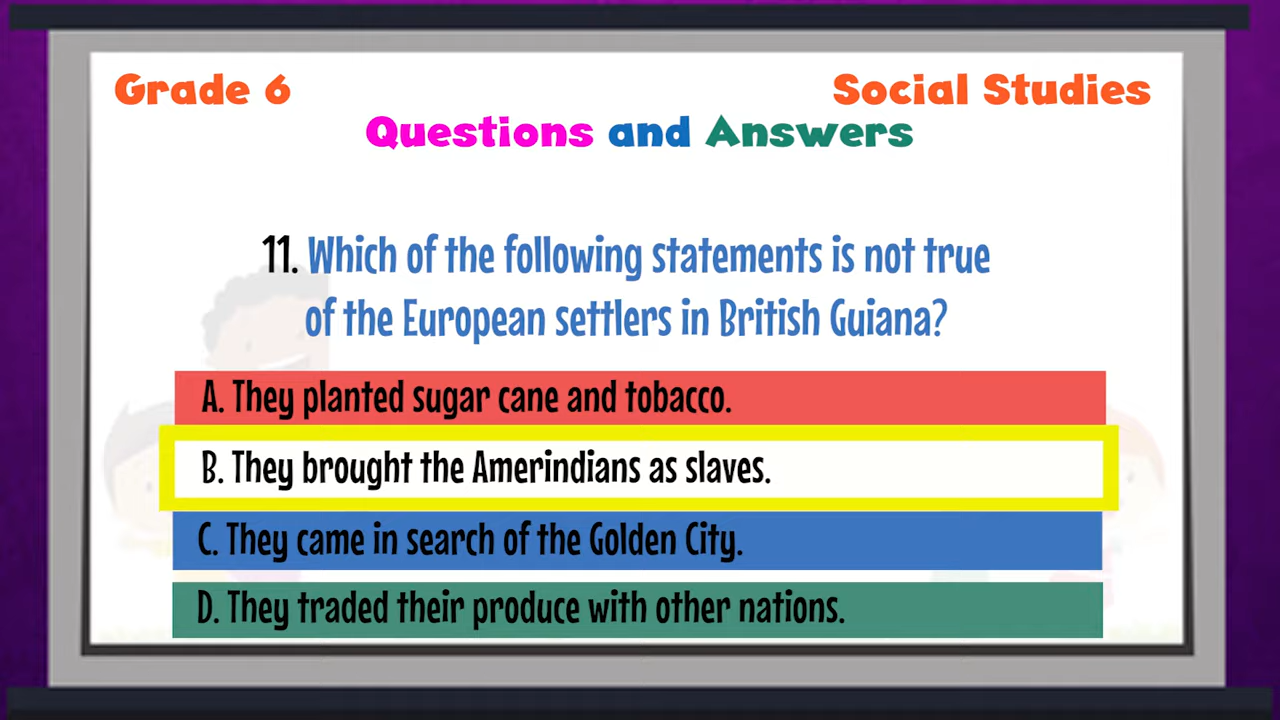 Grade 6
Social Studies
Questions and Answers
11. Which of the following statements is not true
of the European settlers in British Guiana?
A. They planted sugar cane and tobacco.
B. They brought the Amerindians as slaves.
C. They came in search of the Golden City.
D. They traded their produce with other nations.